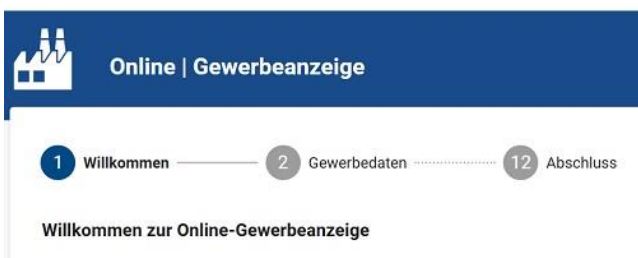 Online | Gewerbeanzeige
1 Willkommen 2 Gewerbedaten 12 Abschluss
Willkommen zur Online-Gewerbeanzeige